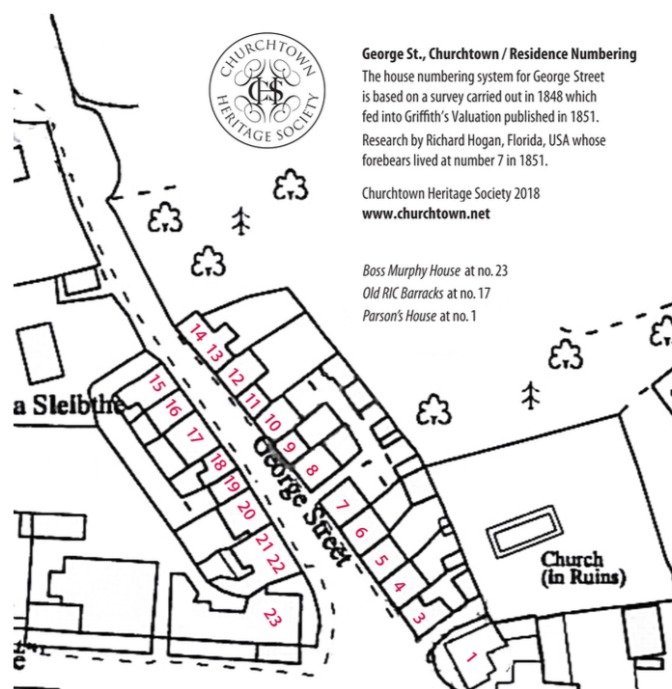 CHURCHTOWN
CHS
HERITAGE SOCIETY
George St., Churchtown / Residence Numbering
The house numbering system for George Street
is based on a survey carried out in 1848 which
fed into Griffith's Valuation published in 1851.
Research by Richard Hogan, Florida, USA whose
forebears lived at number 7 in 1851.
Churchtown Heritage Society 2018
www.churchtown.net
Boss Murphy House at no. 23
Old RIC Barracks at no. 17
Parson's House at no. 1
14
13
12
11
10
9
8
7
6
5
4
3
1
15
16
17
18
19
20
21
22
23
a Sleibthe
George Street
Church
(in Ruins)
e